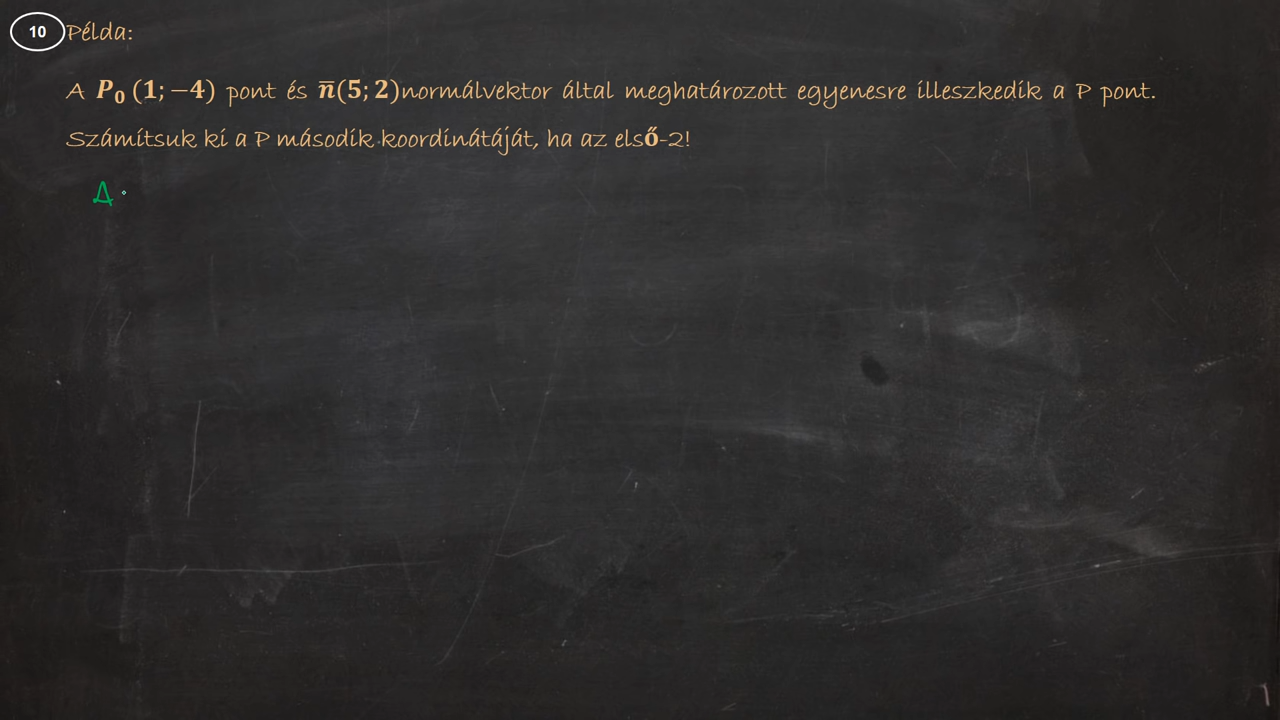 10 Példa:
A P₀ (1; −4) pont és n̅(5; 2)normálvektor által meghatározott egyenesre illeszkedik a P pont.
Számítsuk ki a P második koordinátáját, ha az első-2!
A